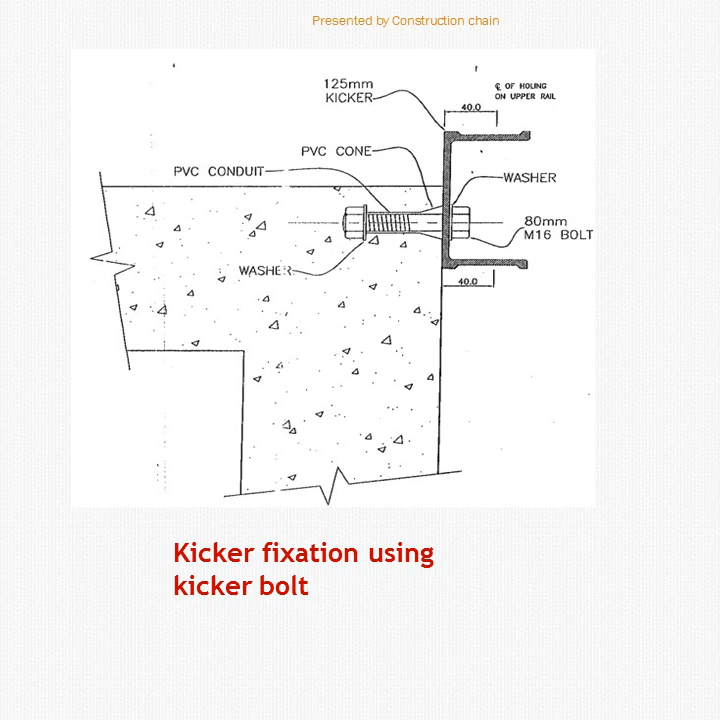 Presented by Construction chain
125mm
KICKER
℄ OF HOLING
ON UPPER RAIL
40.0
PVC CONE
PVC CONDUIT
WASHER
80mm
M16 BOLT
WASHER
40.0
Kicker fixation using
kicker bolt